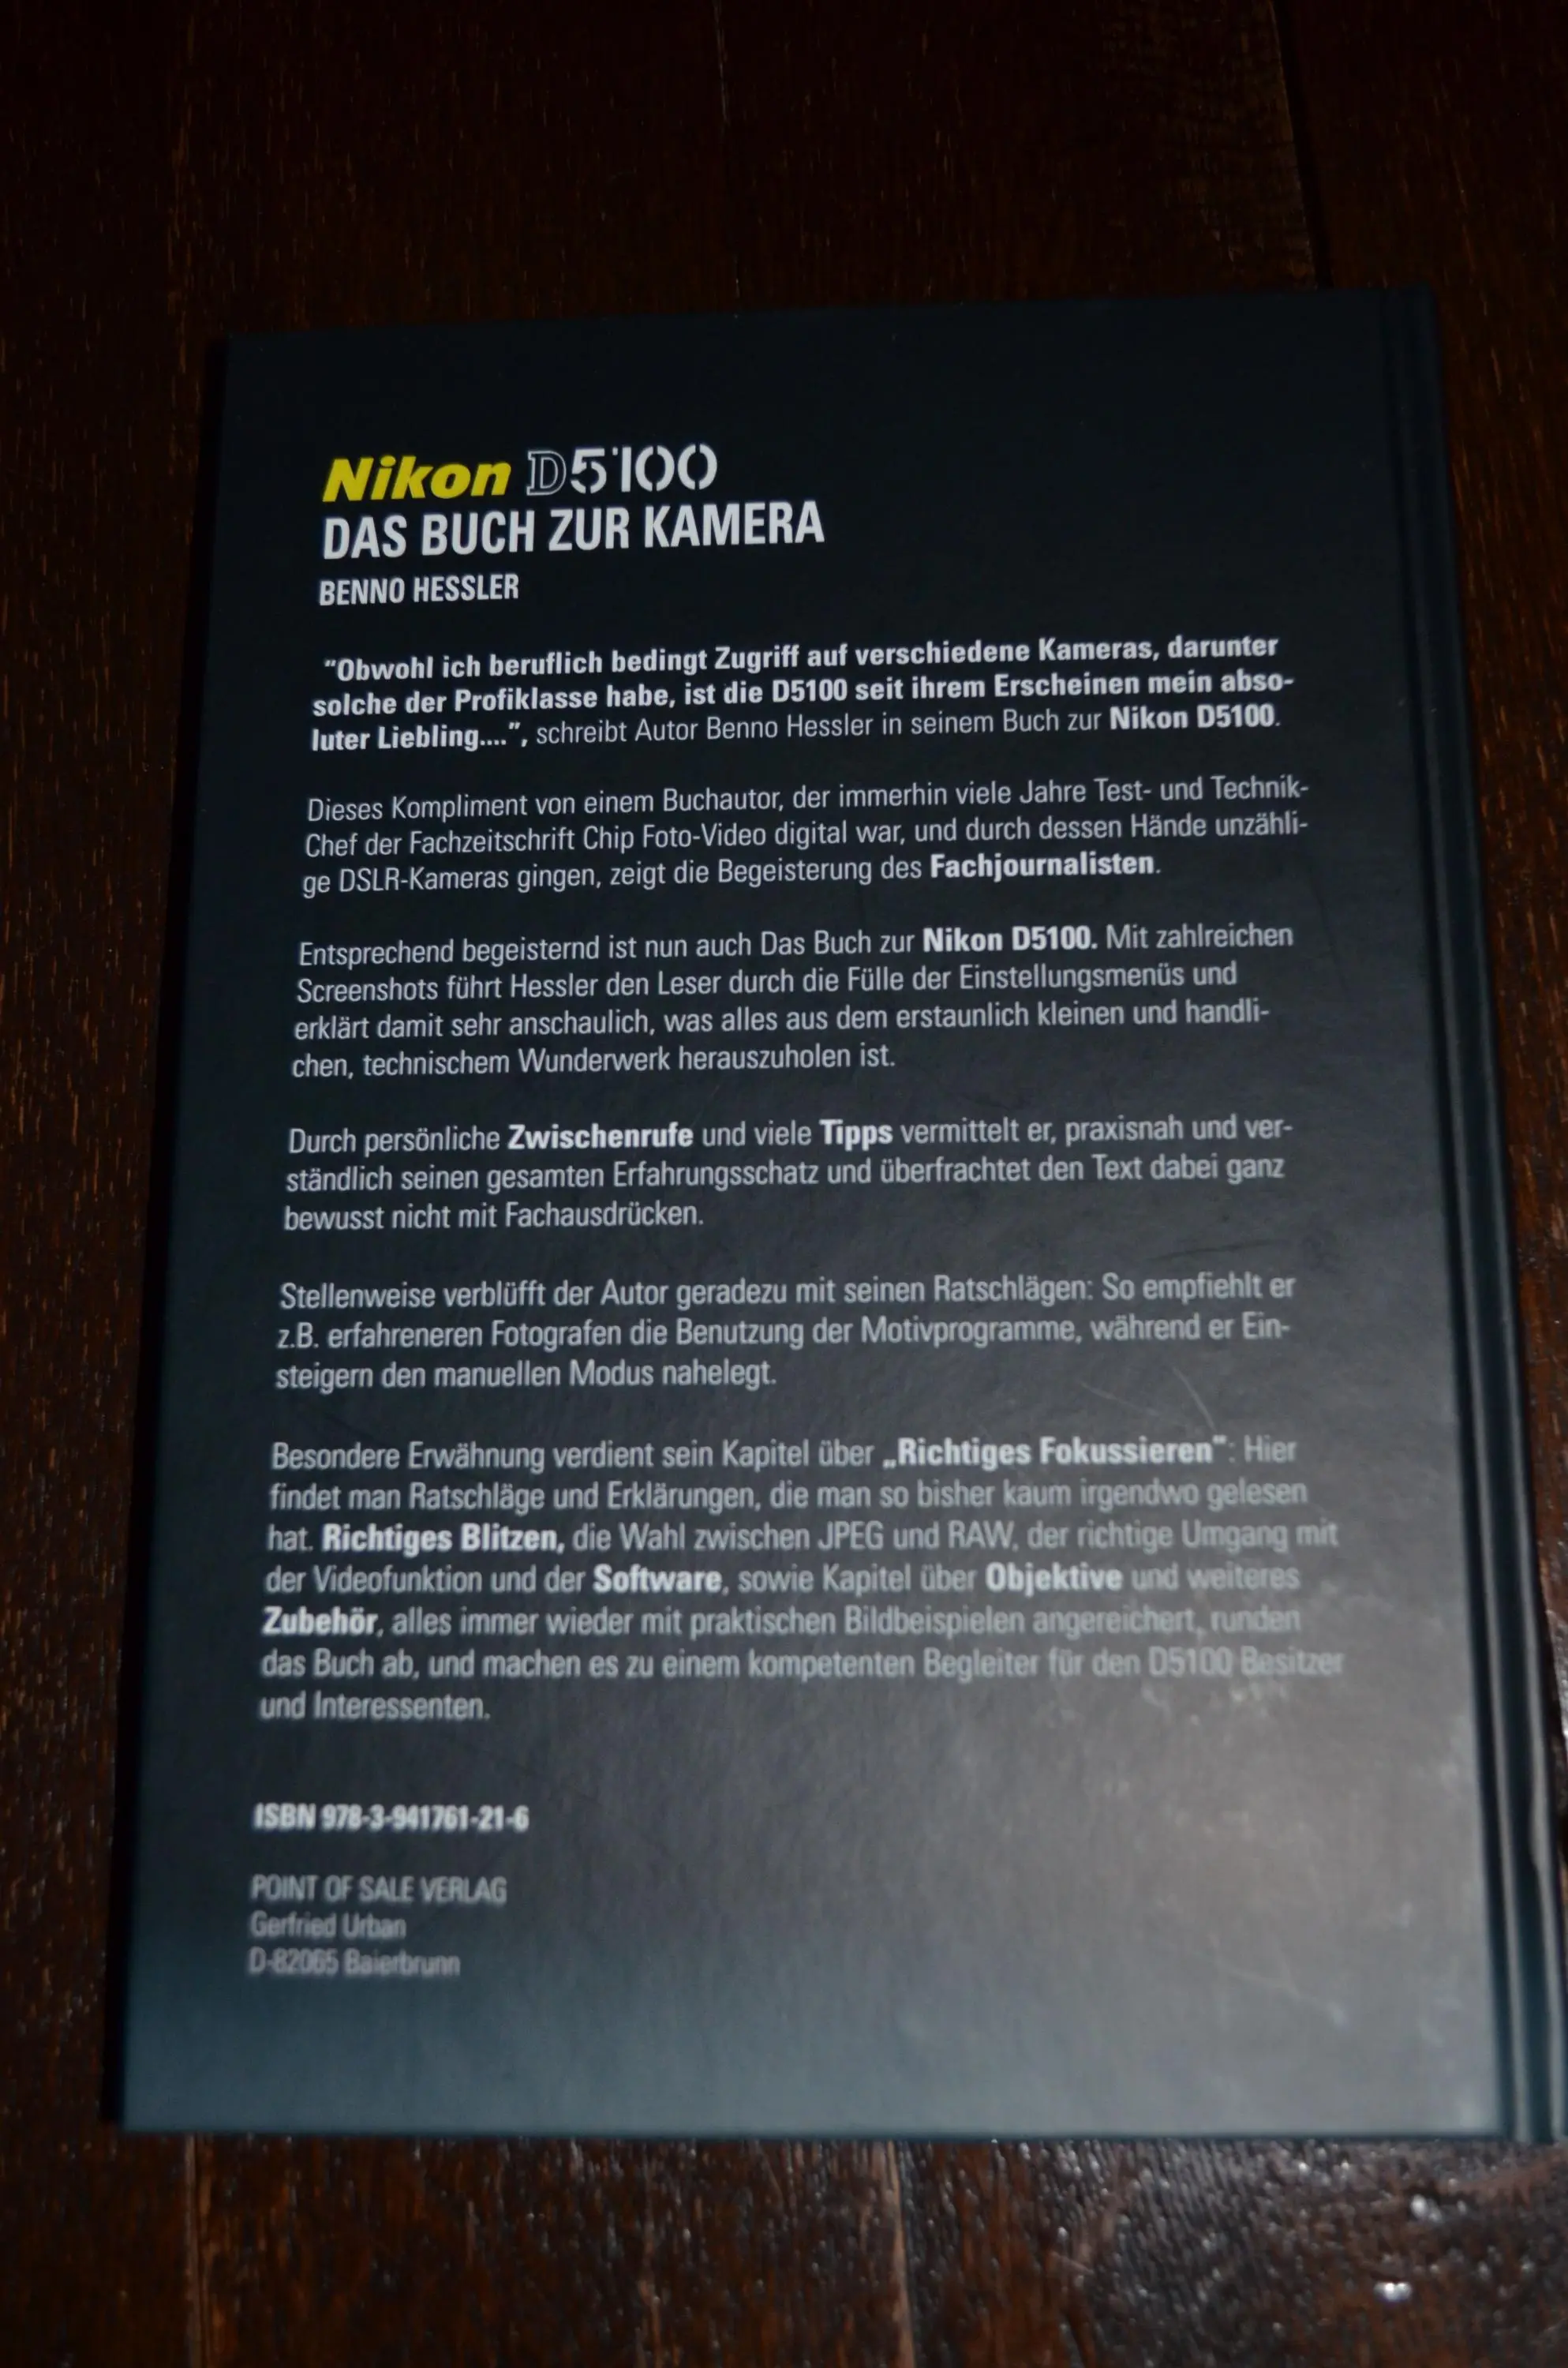 Nikon D5100
DAS BUCH ZUR KAMERA
BENNO HESSLER
"Obwohl ich beruflich bedingt Zugriff auf verschiedene Kameras, darunter
solche der Profiklasse habe, ist die D5100 seit ihrem Erscheinen mein abso-
luter Liebling....", schreibt Autor Benno Hessler in seinem Buch zur Nikon D5100.
Dieses Kompliment von einem Buchautor, der immerhin viele Jahre Test- und Technik-
Chef der Fachzeitschrift Chip Foto-Video digital war, und durch dessen Hände unzähli-
ge DSLR-Kameras gingen, zeigt die Begeisterung des Fachjournalisten.
Entsprechend begeisternd ist nun auch Das Buch zur Nikon D5100. Mit zahlreichen
Screenshots führt Hessler den Leser durch die Fülle der Einstellungsmenüs und
erklärt damit sehr anschaulich, was alles aus dem erstaunlich kleinen und handli-
chen, technischem Wunderwerk herauszuholen ist.
Durch persönliche Zwischenrufe und viele Tipps vermittelt er, praxisnah und ver-
ständlich seinen gesamten Erfahrungsschatz und überfrachtet den Text dabei ganz
bewusst nicht mit Fachausdrücken.
Stellenweise verblüfft der Autor geradezu mit seinen Ratschlägen: So empfiehlt er
z.B. erfahreneren Fotografen die Benutzung der Motivprogramme, während er Ein-
steigern den manuellen Modus nahelegt.
Besondere Erwähnung verdient sein Kapitel über „Richtiges Fokussieren": Hier
findet man Ratschläge und Erklärungen, die man so bisher kaum irgendwo gelesen
hat. Richtiges Blitzen, die Wahl zwischen JPEG und RAW, der richtige Umgang mit
der Videofunktion und der Software, sowie Kapitel über Objektive und weiteres
Zubehör, alles immer wieder mit praktischen Bildbeispielen angereichert, runden
das Buch ab, und machen es zu einem kompetenten Begleiter für den D5100 Besitzer
und Interessenten.
ISBN 978-3-941761-21-6
POINT OF SALE VERLAG
Gerfried Urban
D-82065 Baierbrunn